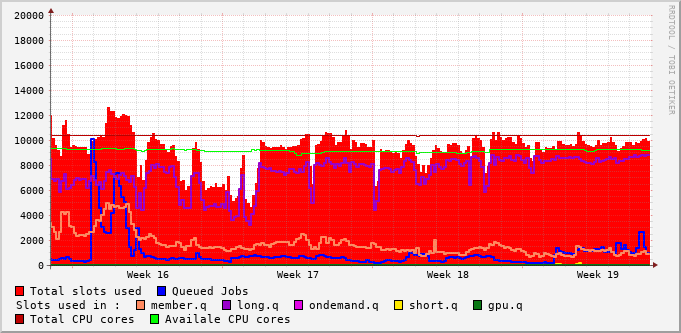 20000
18000
16000
14000
12000
10000
8000
6000
4000
2000
0
Week 16 Week 17 Week 18 Week 19
RRDTOOL / TOBI OETIKER
Total slots used Queued Jobs
Slots used in : member.q long.q ondemand.q short.q gpu.q
Total CPU cores Availale CPU cores